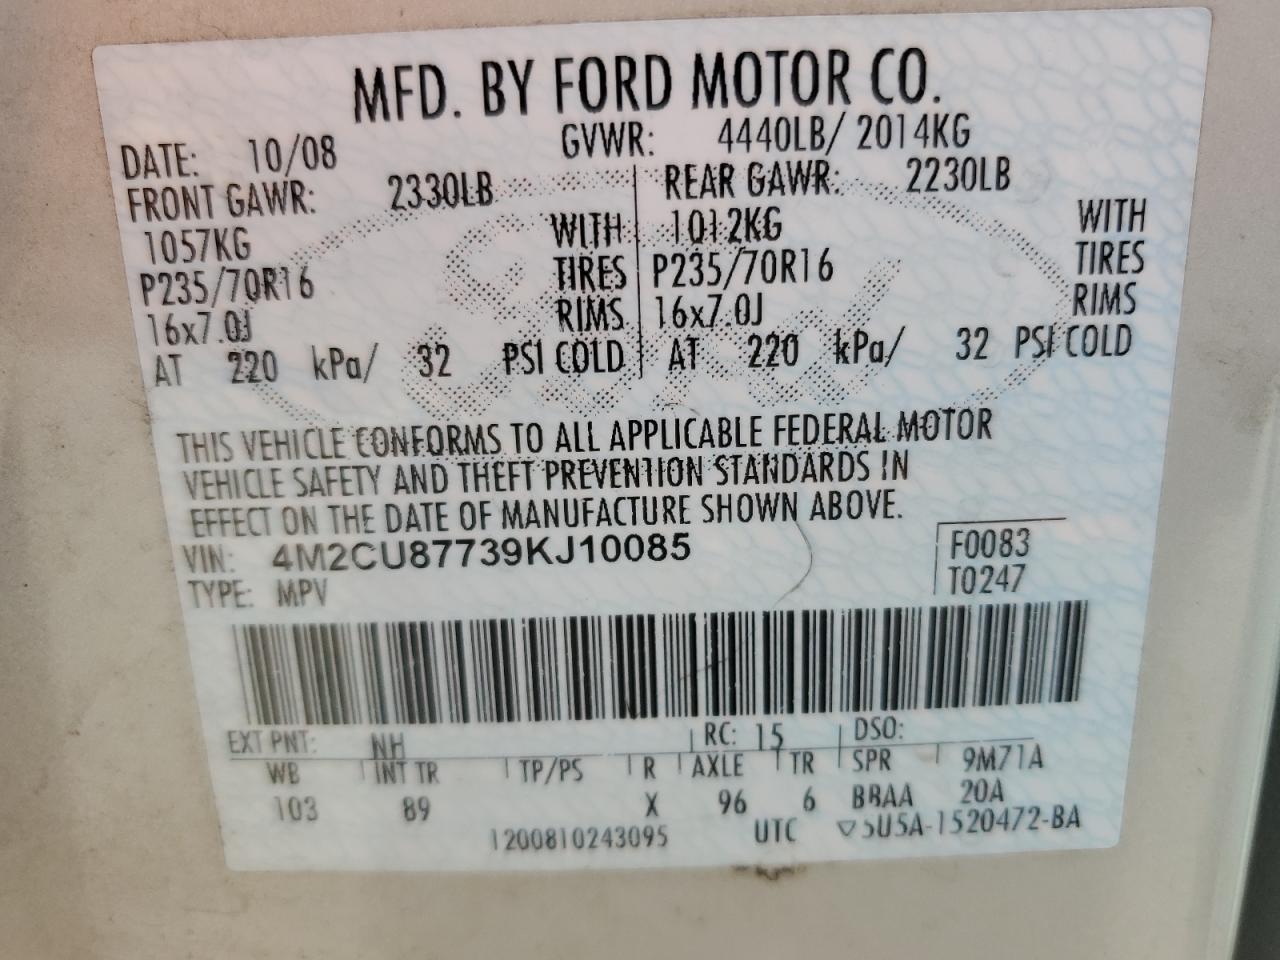 MFD. BY FORD MOTOR CO.
DATE: 10/08 GVWR: 4440LB/ 2014KG
FRONT GAWR: 2330LB REAR GAWR: 2230LB
1057KG WITH 1012KG WITH
P235/70R16 TIRES P235/70R16 TIRES
16x7.0J RIMS 16x7.0J RIMS
AT 220 kPa/ 32 PSI COLD AT 220 kPa/ 32 PSI COLD
THIS VEHICLE CONFORMS TO ALL APPLICABLE FEDERAL MOTOR
VEHICLE SAFETY AND THEFT PREVENTION STANDARDS IN
EFFECT ON THE DATE OF MANUFACTURE SHOWN ABOVE.
VIN: 4M2CU87739KJ10085 F0083
TYPE: MPV T0247
EXT PNT: NH RC: 15 DSO:
WB INT TR TP/PS R AXLE TR SPR 9M71A
103 89 X 96 6 BBAA 20A
1200810243095 UTC ▽5U5A-1520472-BA